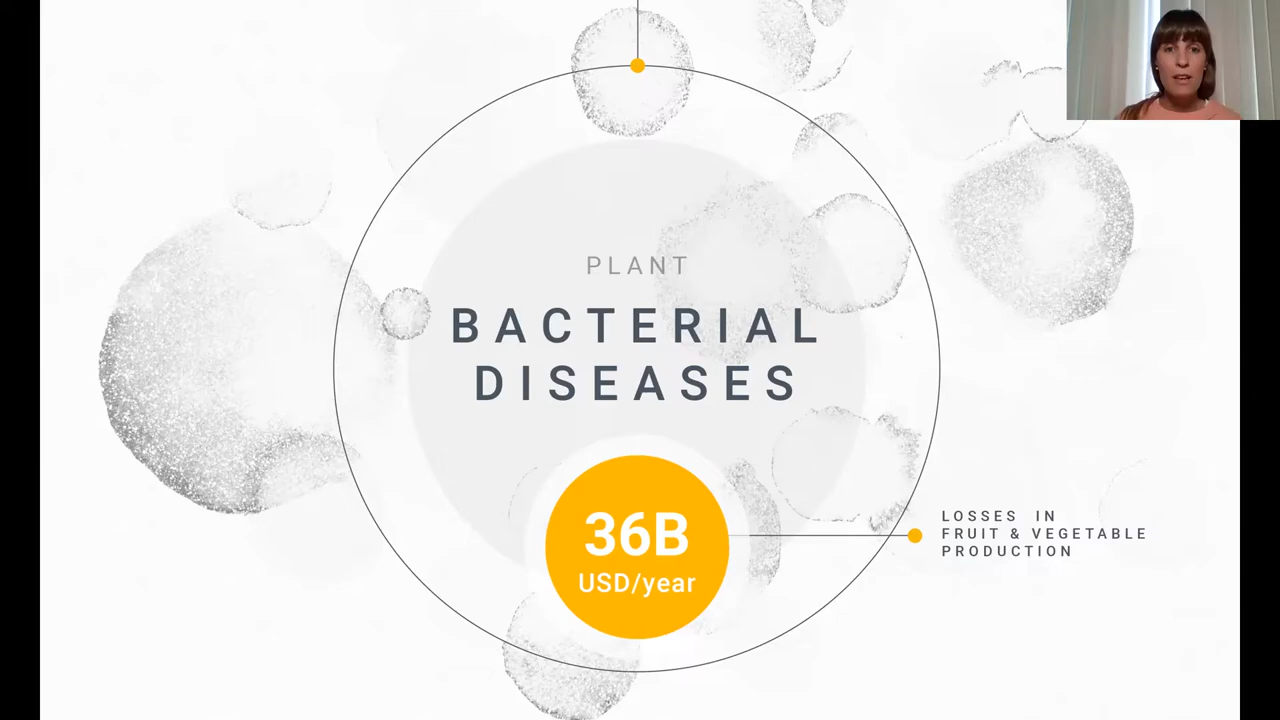 PLANT
BACTERIAL
DISEASES
36B
USD/year
LOSSES IN
FRUIT & VEGETABLE
PRODUCTION